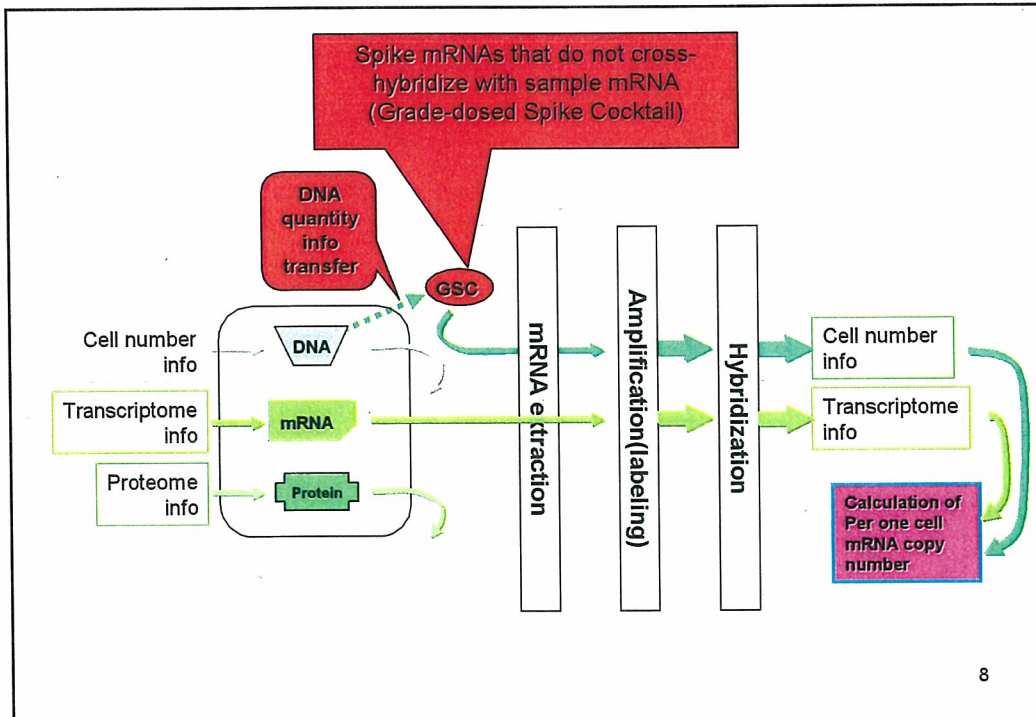 Spike mRNAs that do not cross-
hybridize with sample mRNA
(Grade-dosed Spike Cocktail)
DNA
quantity
info
transfer
GSC
Cell number
info
DNA
Transcriptome
info
mRNA
Proteome
info
Protein
mRNA extraction
Amplification(labeling)
Hybridization
Cell number
info
Transcriptome
info
Calculation of
Per one cell
mRNA copy
number
8